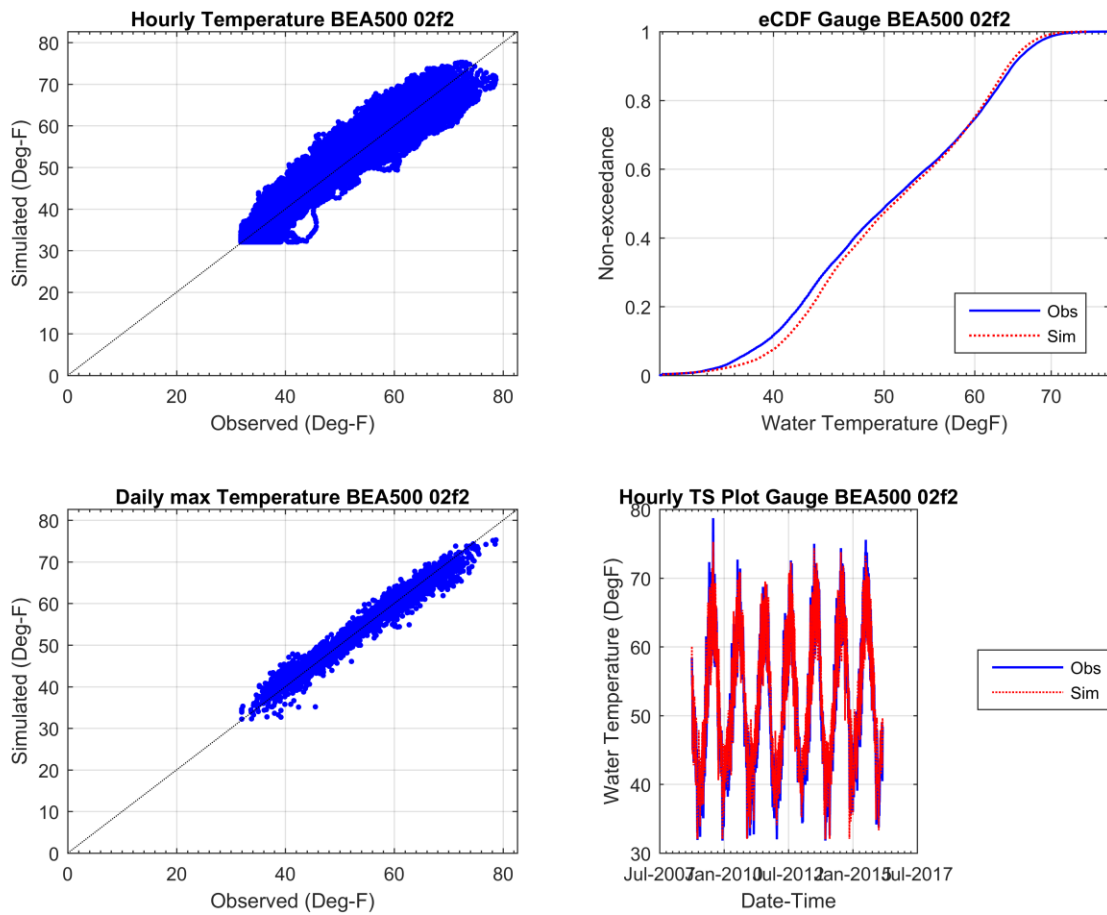 Hourly Temperature BEA500 02f2
80
70
60
50
40
30
20
10
0
0 20 40 60 80
Simulated (Deg-F)
Observed (Deg-F)
eCDF Gauge BEA500 02f2
1
0.8
0.6
0.4
0.2
0
40 50 60 70
Non-exceedance
Water Temperature (DegF)
Obs
Sim
Daily max Temperature BEA500 02f2
80
70
60
50
40
30
20
10
0
0 20 40 60 80
Simulated (Deg-F)
Observed (Deg-F)
Hourly TS Plot Gauge BEA500 02f2
80
70
60
50
40
30
Jul-2007 Jan-2010 Jul-2012 Jan-2015 Jul-2017
Water Temperature (DegF)
Date-Time
Obs
Sim